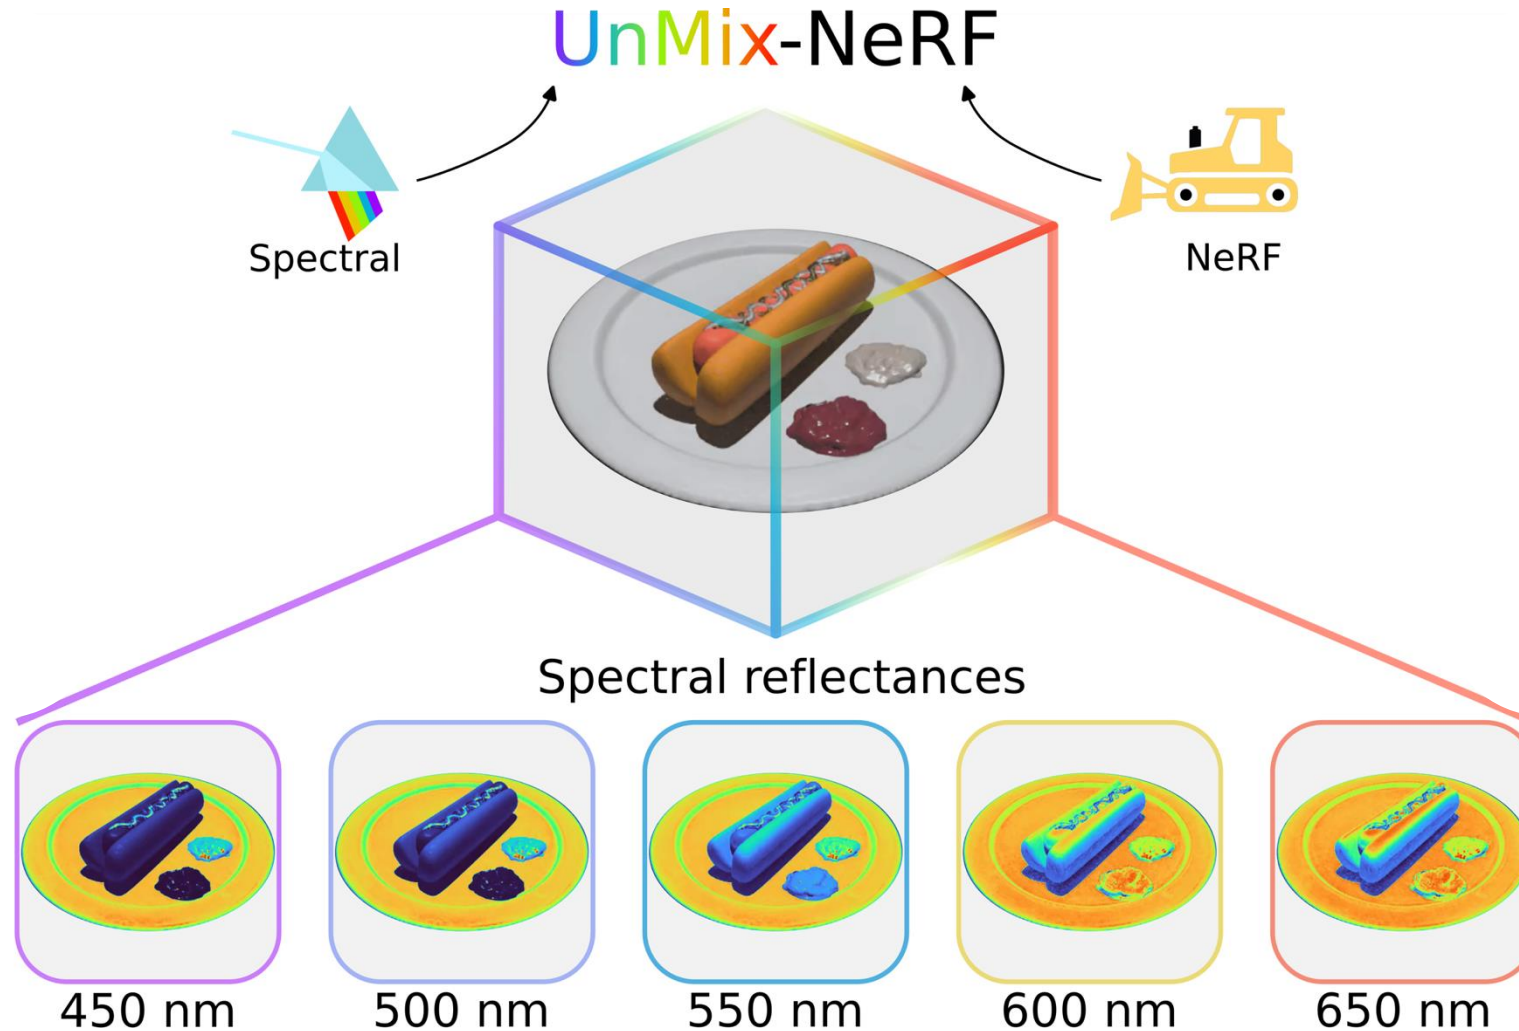 UnMix-NeRF
Spectral
NeRF
Spectral reflectances
450 nm
500 nm
550 nm
600 nm
650 nm